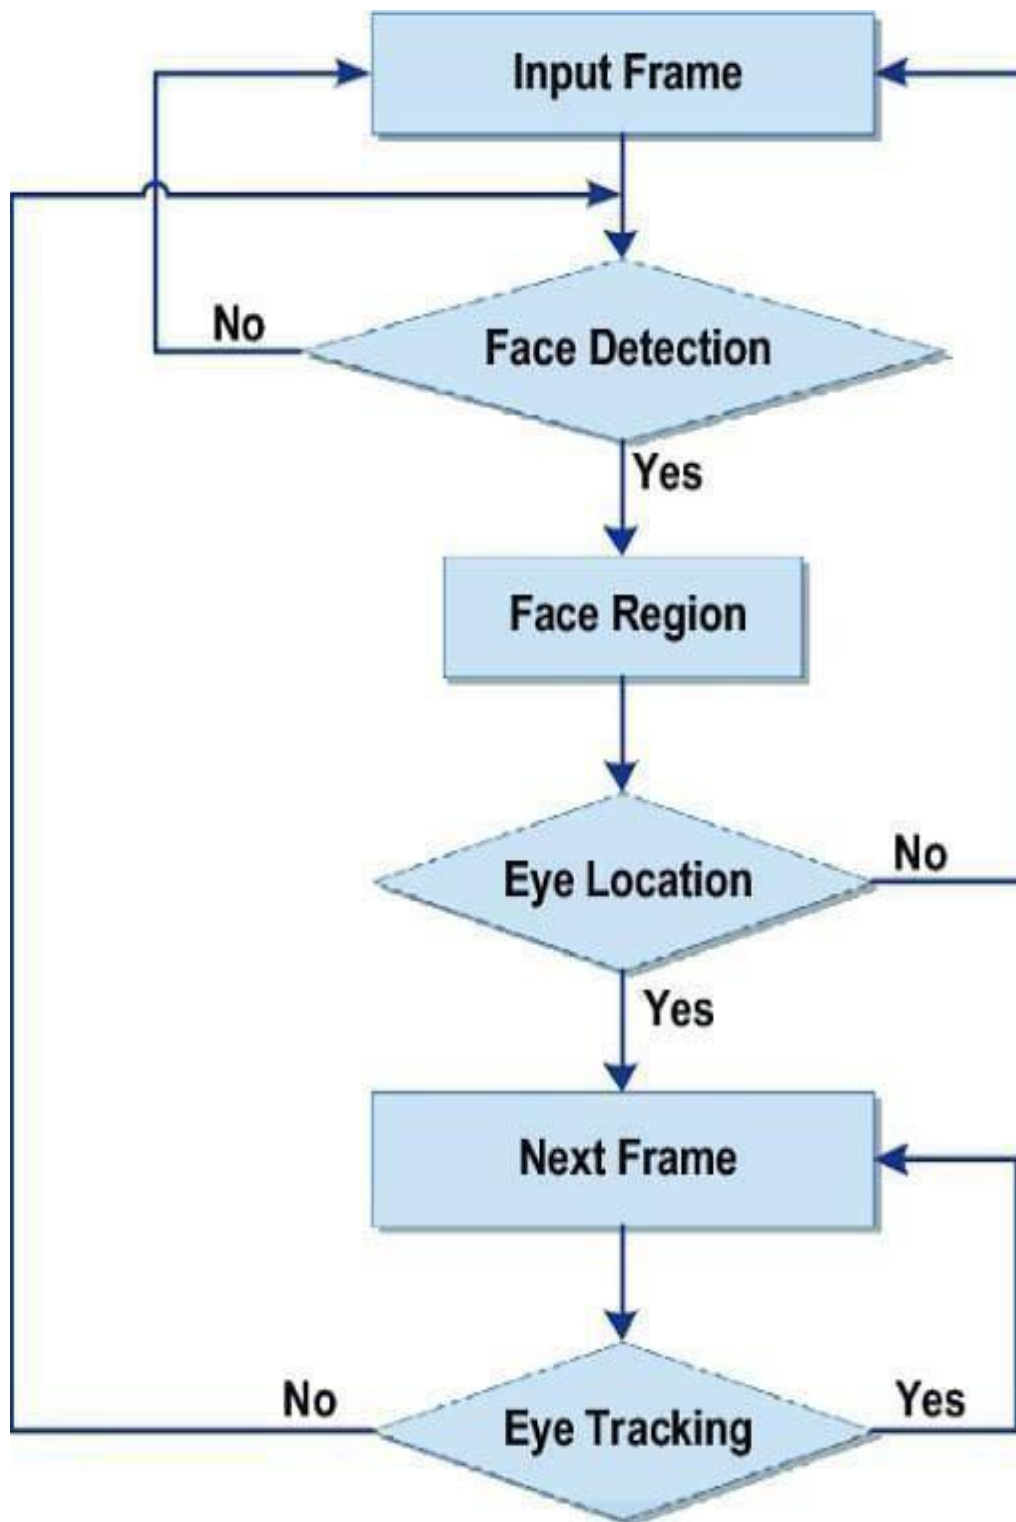 Input Frame
No
Face Detection
Yes
Face Region
Eye Location
No
Yes
Next Frame
No
Eye Tracking
Yes